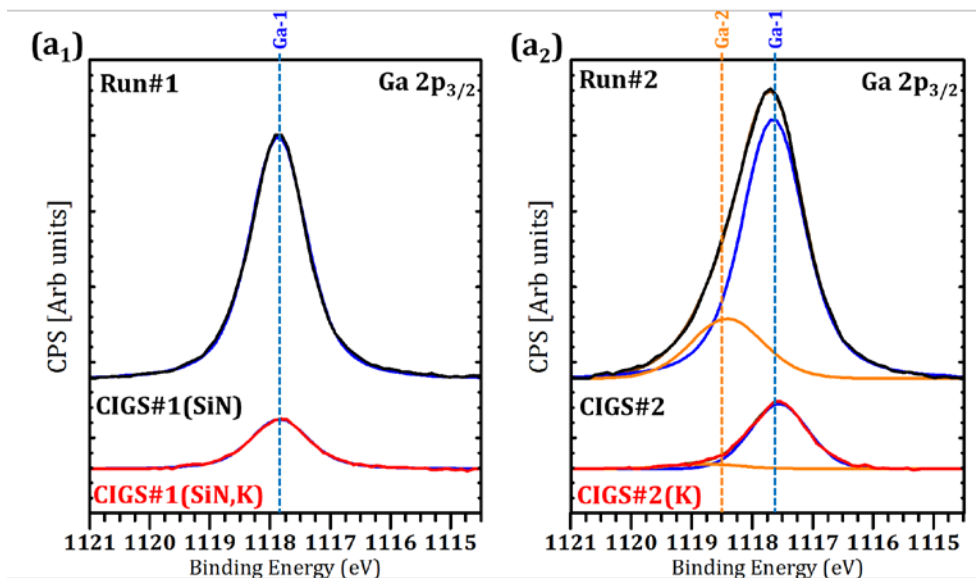 Ga-1
(a1)
Run#1
Ga 2p3/2
CPS [Arb units]
CIGS#1(SiN)
CIGS#1(SiN,K)
1121 1120 1119 1118 1117 1116 1115
Binding Energy (eV)
Ga-2
Ga-1
(a2)
Run#2
Ga 2p3/2
CPS [Arb units]
CIGS#2
CIGS#2(K)
1121 1120 1119 1118 1117 1116 1115
Binding Energy (eV)